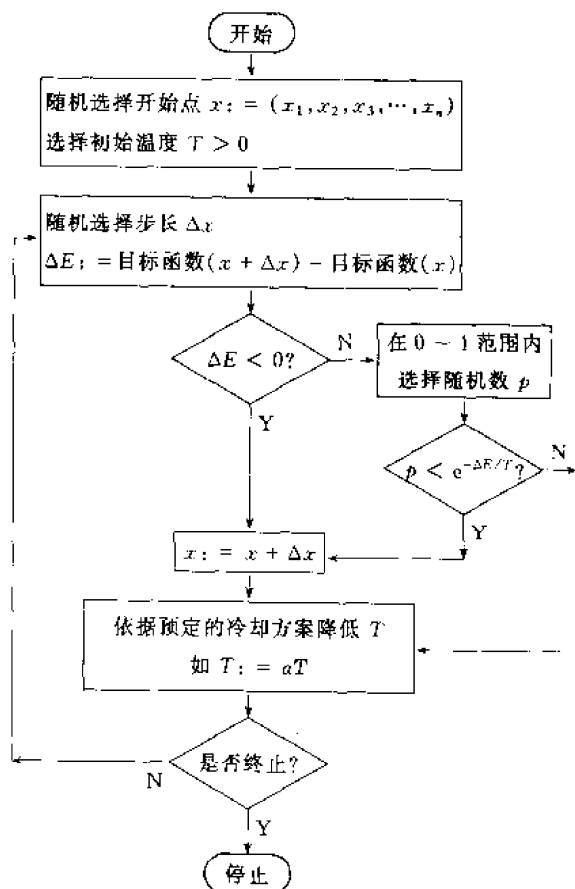 开始
随机选择开始点 x: = (x₁, x₂, x₃, ⋯, xₙ)
选择初始温度 T > 0
随机选择步长 Δx
ΔE: = 目标函数(x + Δx) - 目标函数(x)
ΔE < 0?
N
在 0 ~ 1 范围内
选择随机数 p
Y
p < e^{-ΔE/T}?
N
Y
x: = x + Δx
依据预定的冷却方案降低 T
如 T: = αT
是否终止?
N
Y
停止